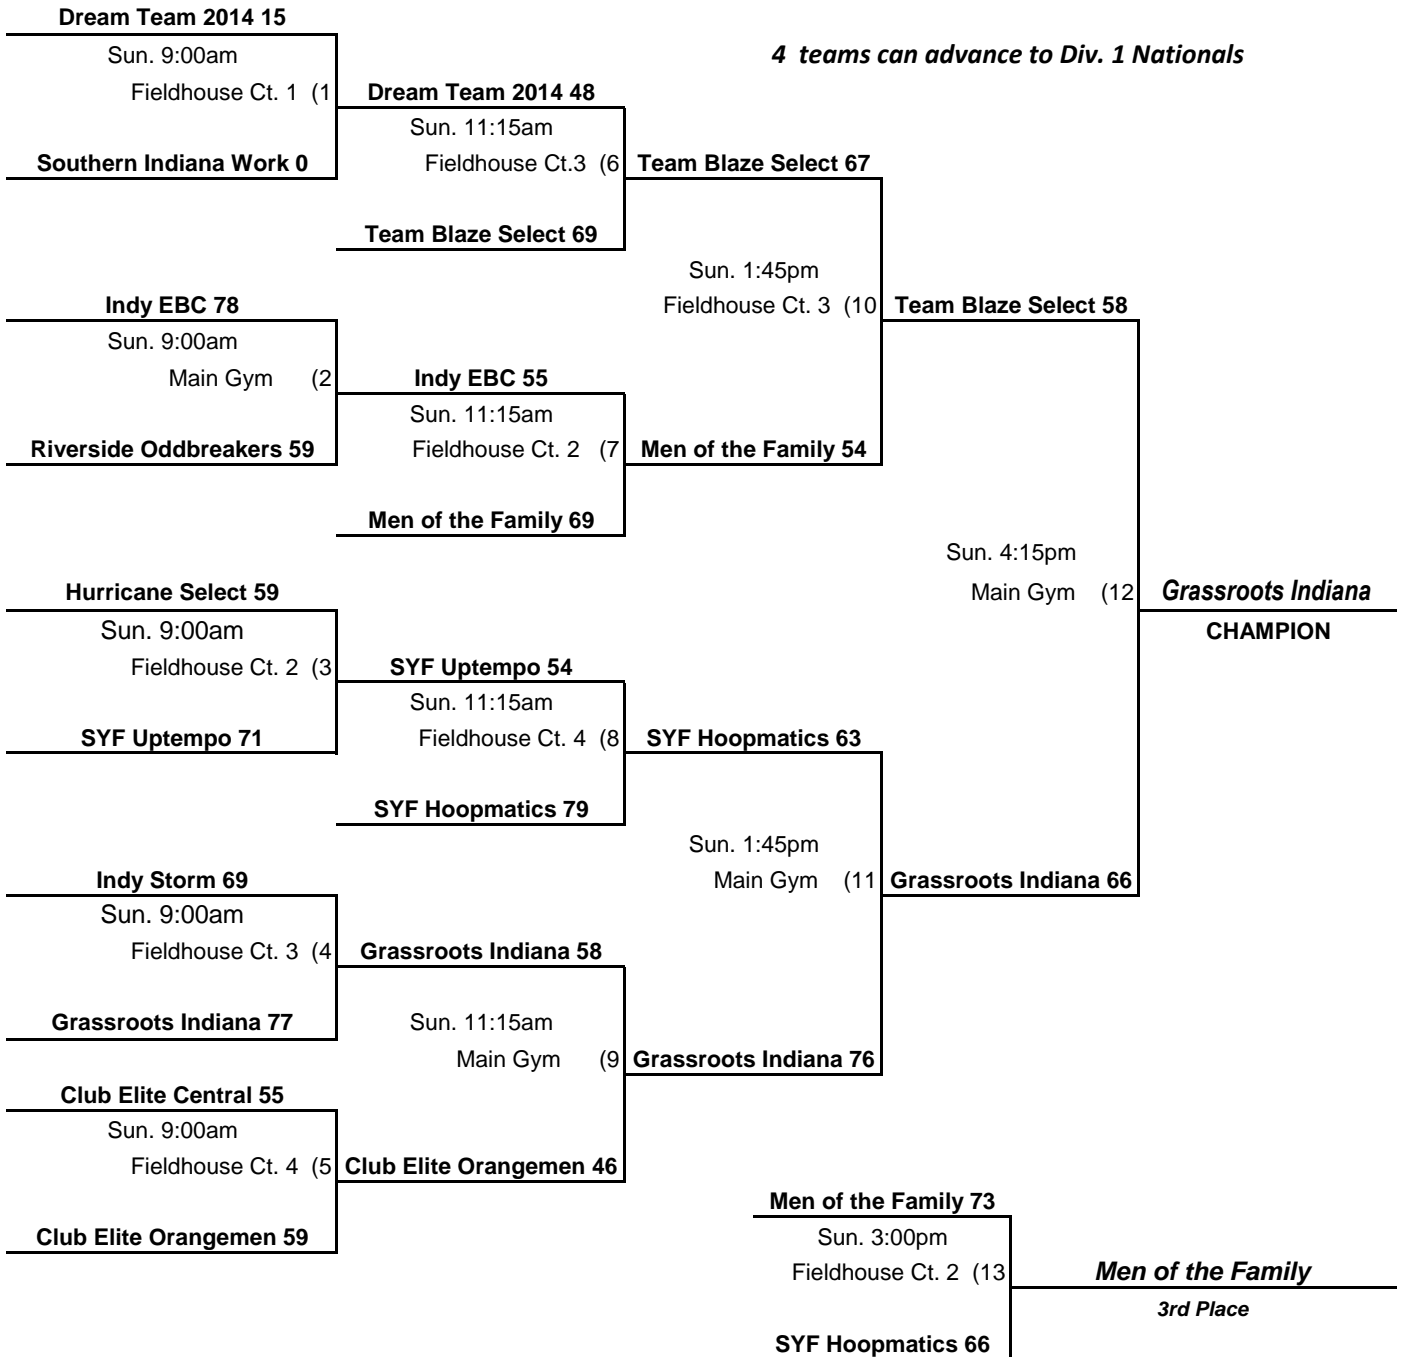 Dream Team 2014 15
Sun. 9:00am
4 teams can advance to Div. 1 Nationals
Fieldhouse Ct. 1 (1
Dream Team 2014 48
Sun. 11:15am
Southern Indiana Work 0
Fieldhouse Ct.3 (6
Team Blaze Select 67
Team Blaze Select 69
Sun. 1:45pm
Indy EBC 78
Fieldhouse Ct. 3 (10
Team Blaze Select 58
Sun. 9:00am
Main Gym (2
Indy EBC 55
Sun. 11:15am
Riverside Oddbreakers 59
Fieldhouse Ct. 2 (7
Men of the Family 54
Men of the Family 69
Sun. 4:15pm
Hurricane Select 59
Main Gym (12
Grassroots Indiana
Sun. 9:00am
CHAMPION
Fieldhouse Ct. 2 (3
SYF Uptempo 54
Sun. 11:15am
SYF Uptempo 71
Fieldhouse Ct. 4 (8
SYF Hoopmatics 63
SYF Hoopmatics 79
Sun. 1:45pm
Indy Storm 69
Main Gym (11
Grassroots Indiana 66
Sun. 9:00am
Fieldhouse Ct. 3 (4
Grassroots Indiana 58
Grassroots Indiana 77
Sun. 11:15am
Main Gym (9
Grassroots Indiana 76
Club Elite Central 55
Sun. 9:00am
Fieldhouse Ct. 4 (5
Club Elite Orangemen 46
Men of the Family 73
Club Elite Orangemen 59
Sun. 3:00pm
Fieldhouse Ct. 2 (13
Men of the Family
3rd Place
SYF Hoopmatics 66